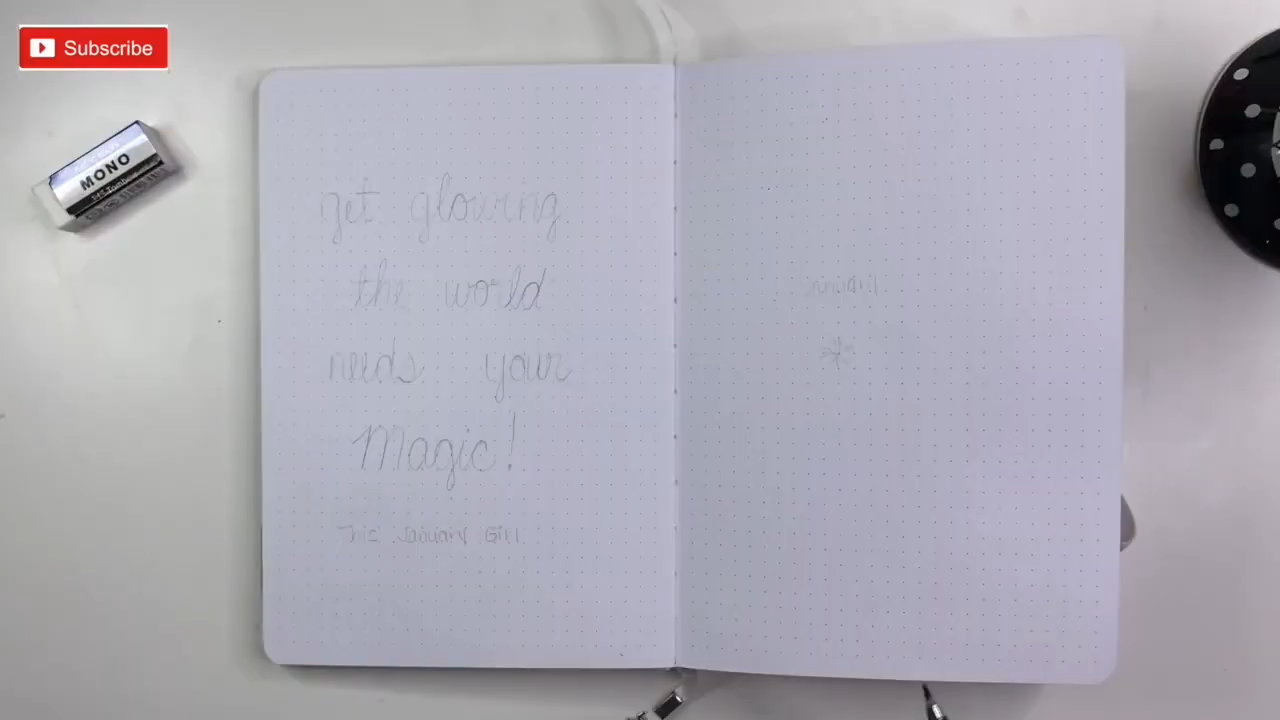 Subscribe
MONO
get glowing
the world
needs your
Magic!